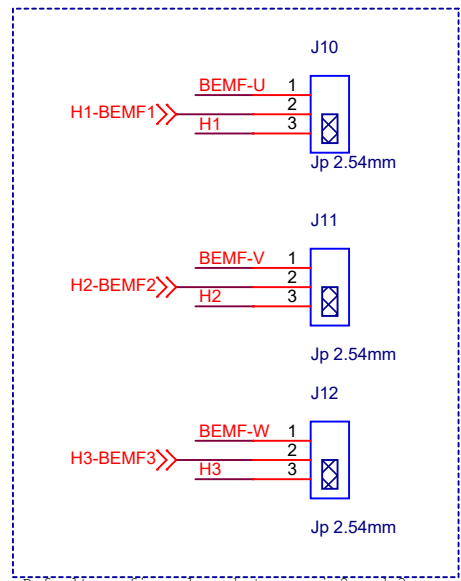 J10
BEMF-U 1
H1-BEMF1 2
H1 3
Jp 2.54mm
J11
BEMF-V 1
H2-BEMF2 2
H2 3
Jp 2.54mm
J12
BEMF-W 1
H3-BEMF3 2
H3 3
Jp 2.54mm